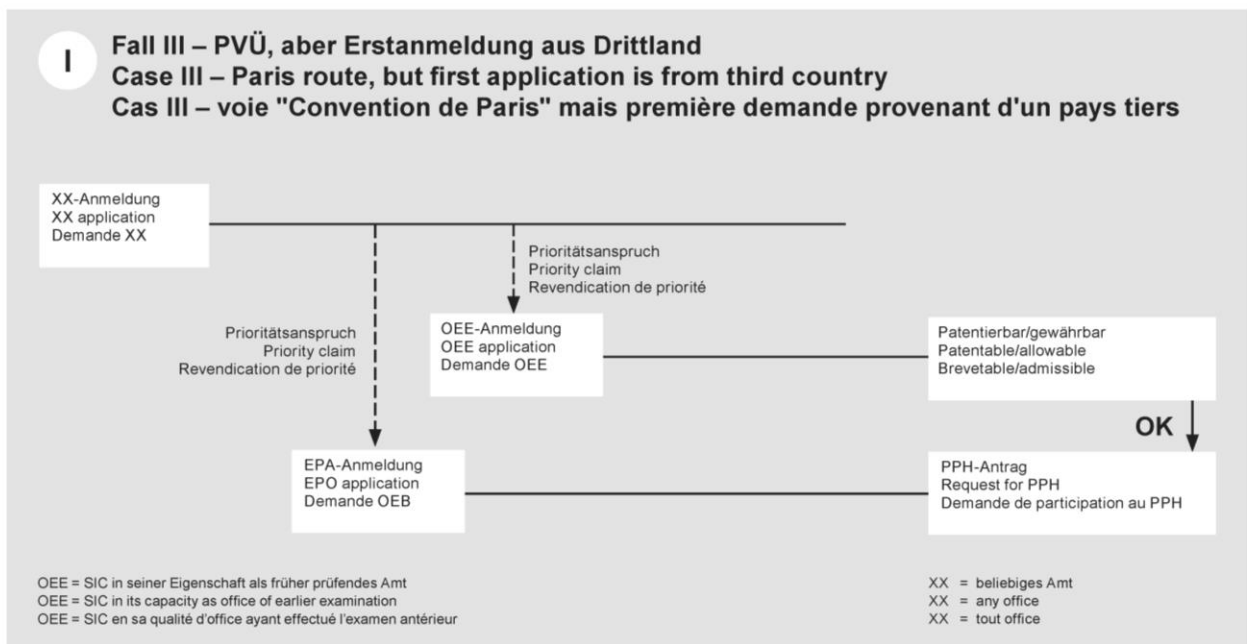 I
Fall III – PVÜ, aber Erstanmeldung aus Drittland
Case III – Paris route, but first application is from third country
Cas III – voie "Convention de Paris" mais première demande provenant d'un pays tiers
XX-Anmeldung
XX application
Demande XX
Prioritätsanspruch
Priority claim
Revendication de priorité
Prioritätsanspruch
Priority claim
Revendication de priorité
OEE-Anmeldung
OEE application
Demande OEE
Patentierbar/gewährbar
Patentable/allowable
Brevetable/admissible
OK
EPA-Anmeldung
EPO application
Demande OEB
PPH-Antrag
Request for PPH
Demande de participation au PPH
OEE = SIC in seiner Eigenschaft als früher prüfendes Amt
OEE = SIC in its capacity as office of earlier examination
OEE = SIC en sa qualité d'office ayant effectué l'examen antérieur
XX = beliebiges Amt
XX = any office
XX = tout office